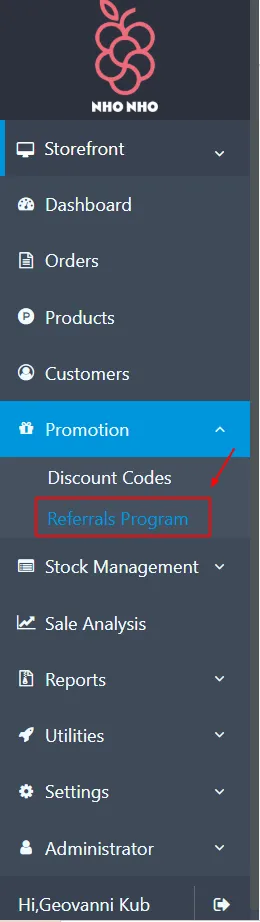 NHO NHO
Storefront
Dashboard
Orders
Products
Customers
Promotion
Discount Codes
Referrals Program
Stock Management
Sale Analysis
Reports
Utilities
Settings
Administrator
Hi,Geovanni Kub